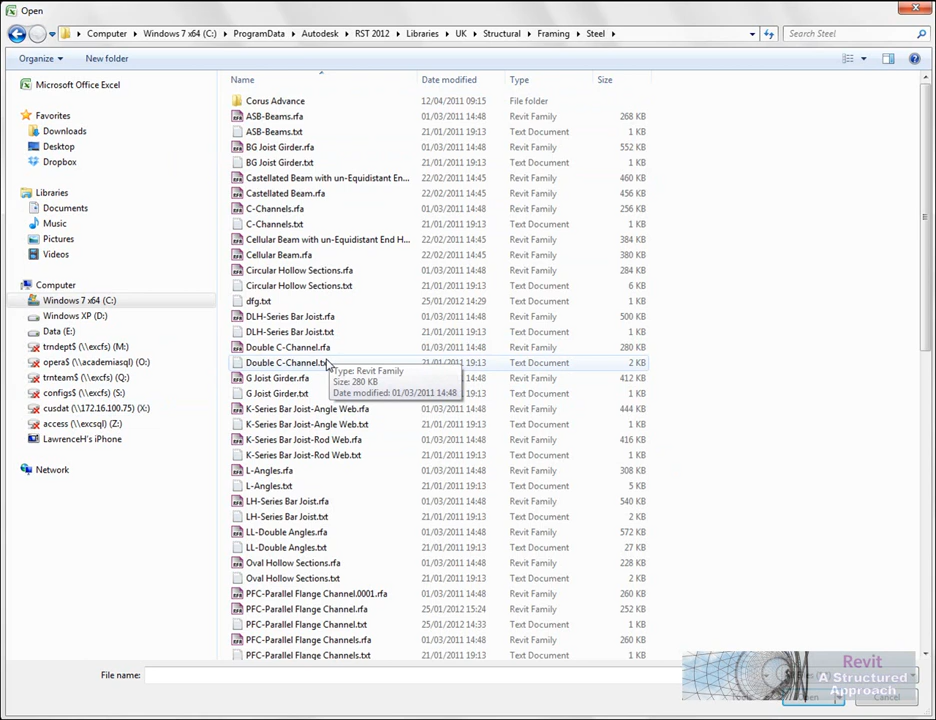 Open
Computer ▸ Windows 7 x64 (C:) ▸ ProgramData ▸ Autodesk ▸ RST 2012 ▸ Libraries ▸ UK ▸ Structural ▸ Framing ▸ Steel ▸ Search Steel
Organize New folder
Name Date modified Type Size
Microsoft Office Excel
Favorites
Downloads
Desktop
Dropbox
Libraries
Documents
Music
Pictures
Videos
Computer
Windows 7 x64 (C:)
Windows XP (D:)
Data (E:)
trndept$ (\\excfs) (M:)
opera$ (\\academiasql) (O:)
trnteam$ (\\excfs) (Q:)
configs$ (\\excfs) (S:)
cusdat (\\172.16.100.75) (X:)
access (\\excsql) (Z:)
LawrenceH's iPhone
Network
Corus Advance 12/04/2011 09:15 File folder
ASB-Beams.rfa 01/03/2011 14:48 Revit Family 268 KB
ASB-Beams.txt 21/01/2011 19:13 Text Document 1 KB
BG Joist Girder.rfa 01/03/2011 14:48 Revit Family 552 KB
BG Joist Girder.txt 21/01/2011 19:13 Text Document 1 KB
Castellated Beam with un-Equidistant En... 22/02/2011 14:45 Revit Family 460 KB
Castellated Beam.rfa 22/02/2011 14:45 Revit Family 456 KB
C-Channels.rfa 01/03/2011 14:48 Revit Family 256 KB
C-Channels.txt 21/01/2011 19:13 Text Document 1 KB
Cellular Beam with un-Equidistant End H... 22/02/2011 14:45 Revit Family 384 KB
Cellular Beam.rfa 22/02/2011 14:45 Revit Family 380 KB
Circular Hollow Sections.rfa 01/03/2011 14:48 Revit Family 284 KB
Circular Hollow Sections.txt 21/01/2011 19:13 Text Document 6 KB
dfg.txt 25/01/2012 14:29 Text Document 1 KB
DLH-Series Bar Joist.rfa 01/03/2011 14:48 Revit Family 500 KB
DLH-Series Bar Joist.txt 21/01/2011 19:13 Text Document 1 KB
Double C-Channel.rfa 01/03/2011 14:48 Revit Family 280 KB
Double C-Channel.txt 21/01/2011 19:13 Text Document 2 KB
Type: Revit Family
Size: 280 KB
Date modified: 01/03/2011 14:48
G Joist Girder.rfa Revit Family 412 KB
G Joist Girder.txt Text Document 1 KB
K-Series Bar Joist-Angle Web.rfa 01/03/2011 14:48 Revit Family 444 KB
K-Series Bar Joist-Angle Web.txt 21/01/2011 19:13 Text Document 1 KB
K-Series Bar Joist-Rod Web.rfa 01/03/2011 14:48 Revit Family 416 KB
K-Series Bar Joist-Rod Web.txt 21/01/2011 19:13 Text Document 1 KB
L-Angles.rfa 01/03/2011 14:48 Revit Family 308 KB
L-Angles.txt 21/01/2011 19:13 Text Document 5 KB
LH-Series Bar Joist.rfa 01/03/2011 14:48 Revit Family 540 KB
LH-Series Bar Joist.txt 21/01/2011 19:13 Text Document 2 KB
LL-Double Angles.rfa 01/03/2011 14:48 Revit Family 572 KB
LL-Double Angles.txt 21/01/2011 19:13 Text Document 27 KB
Oval Hollow Sections.rfa 01/03/2011 14:48 Revit Family 228 KB
Oval Hollow Sections.txt 21/01/2011 19:13 Text Document 2 KB
PFC-Parallel Flange Channel.0001.rfa 01/03/2011 14:48 Revit Family 260 KB
PFC-Parallel Flange Channel.rfa 25/01/2012 15:24 Revit Family 252 KB
PFC-Parallel Flange Channel.txt 25/01/2012 14:33 Text Document 1 KB
PFC-Parallel Flange Channels.rfa 01/03/2011 14:48 Revit Family 260 KB
PFC-Parallel Flange Channels.txt 21/01/2011 19:13 Text Document 1 KB
File name:
Revit
A Structured
Approach
Open Cancel